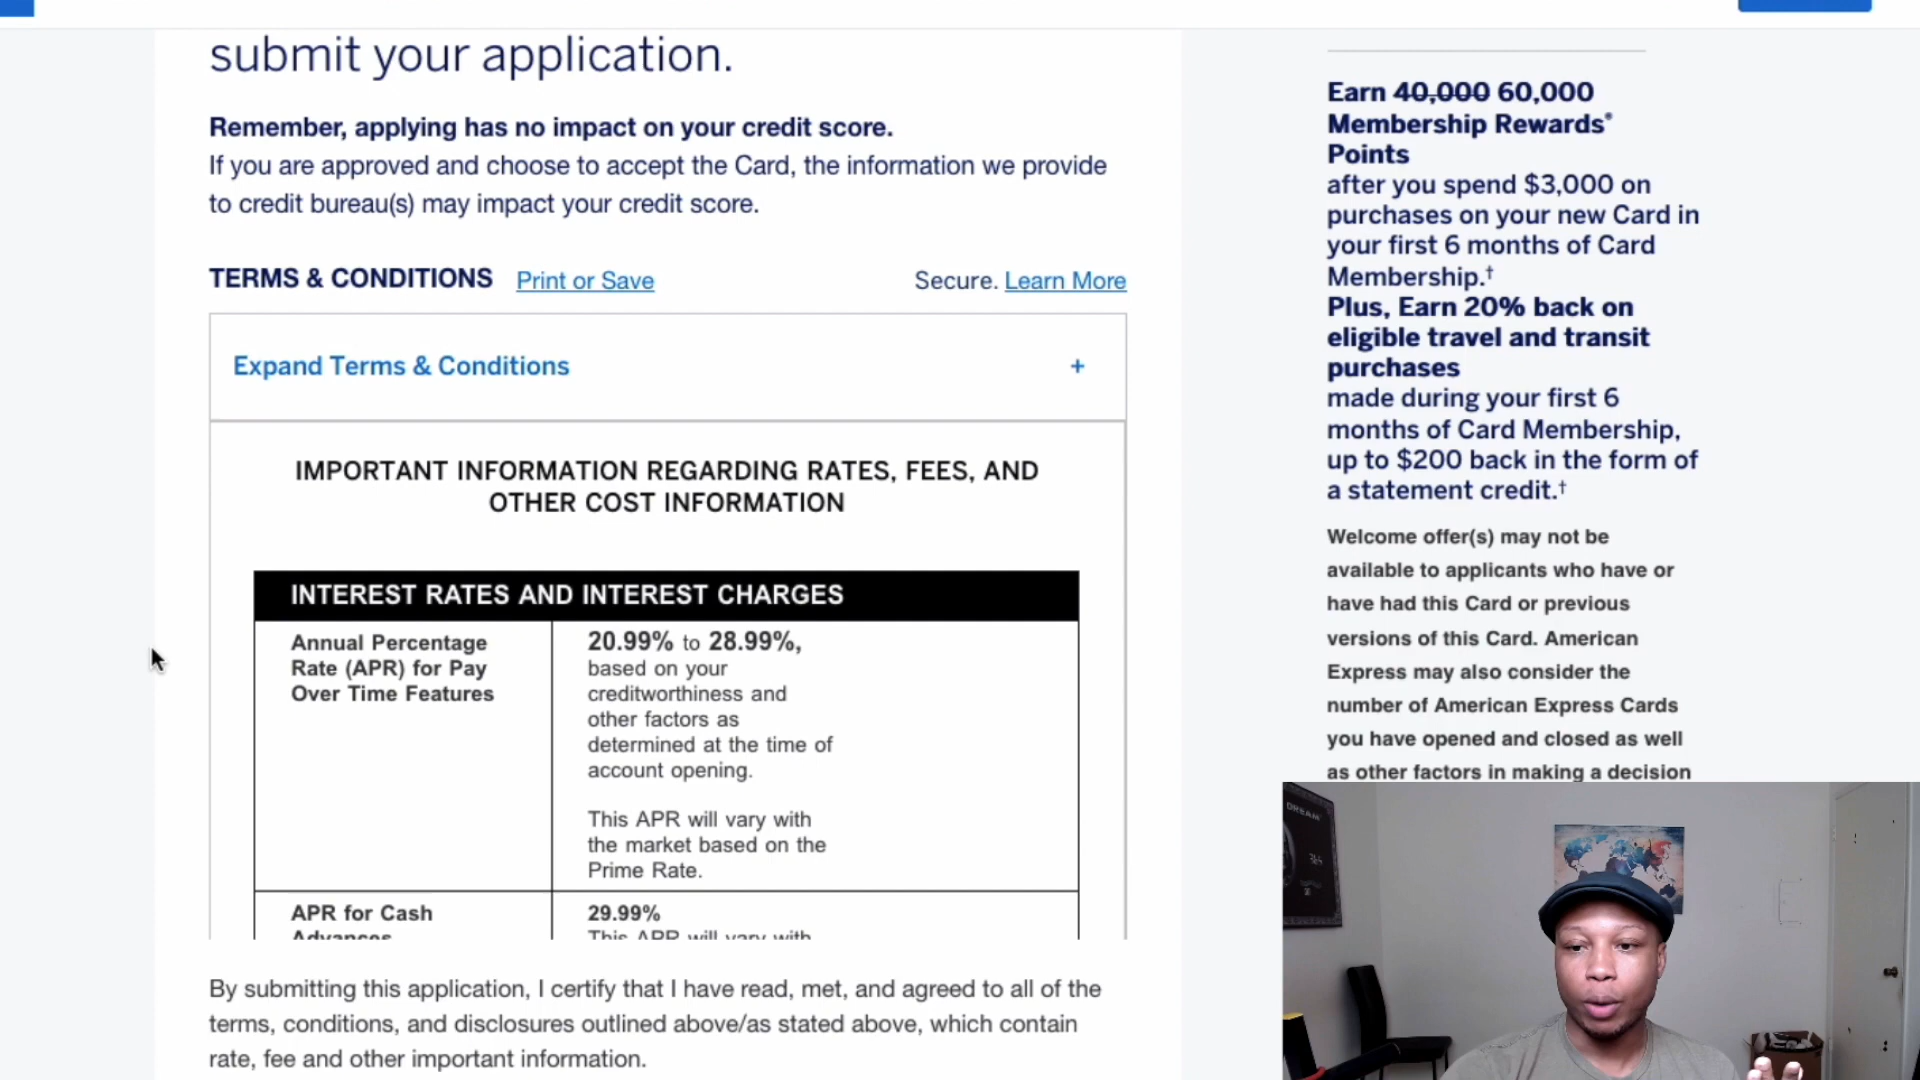 submit your application.
Remember, applying has no impact on your credit score.
If you are approved and choose to accept the Card, the information we provide
to credit bureau(s) may impact your credit score.
TERMS & CONDITIONS Print or Save Secure. Learn More
Expand Terms & Conditions +
IMPORTANT INFORMATION REGARDING RATES, FEES, AND
OTHER COST INFORMATION
INTEREST RATES AND INTEREST CHARGES
Annual Percentage
Rate (APR) for Pay
Over Time Features
20.99% to 28.99%,
based on your
creditworthiness and
other factors as
determined at the time of
account opening.
This APR will vary with
the market based on the
Prime Rate.
APR for Cash
Advances
29.99%
This APR will vary with
By submitting this application, I certify that I have read, met, and agreed to all of the
terms, conditions, and disclosures outlined above/as stated above, which contain
rate, fee and other important information.
Earn 40,000 60,000
Membership Rewards®
Points
after you spend $3,000 on
purchases on your new Card in
your first 6 months of Card
Membership.†
Plus, Earn 20% back on
eligible travel and transit
purchases
made during your first 6
months of Card Membership,
up to $200 back in the form of
a statement credit.†
Welcome offer(s) may not be
available to applicants who have or
have had this Card or previous
versions of this Card. American
Express may also consider the
number of American Express Cards
you have opened and closed as well
as other factors in making a decision
DREAM